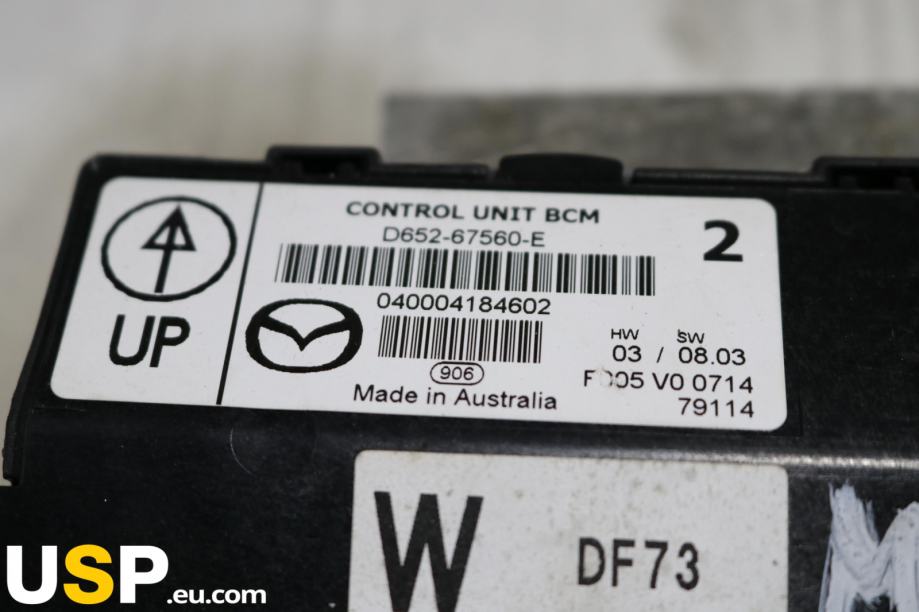 CONTROL UNIT BCM
D652-67560-E
2
040004184602
UP
HW SW
03 / 08.03
906
V0 0714
Made in Australia
79114
W DF73
USP.eu.com